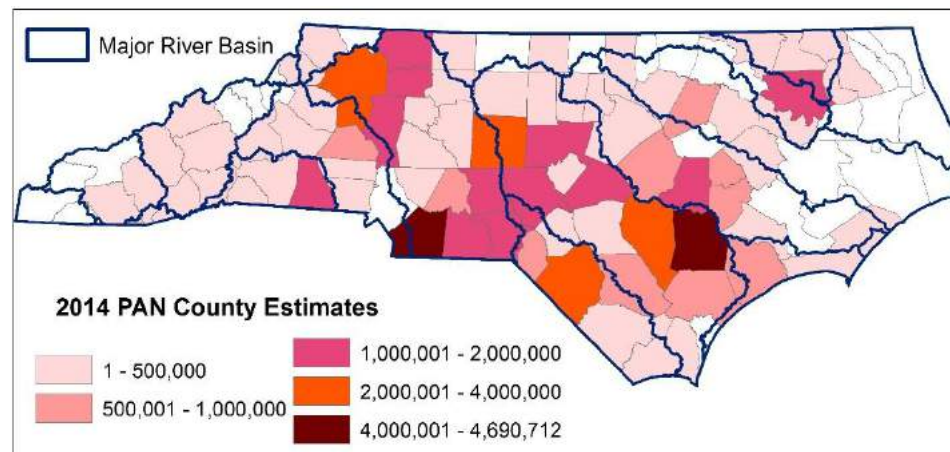 Major River Basin
2014 PAN County Estimates
1 - 500,000
500,001 - 1,000,000
1,000,001 - 2,000,000
2,000,001 - 4,000,000
4,000,001 - 4,690,712